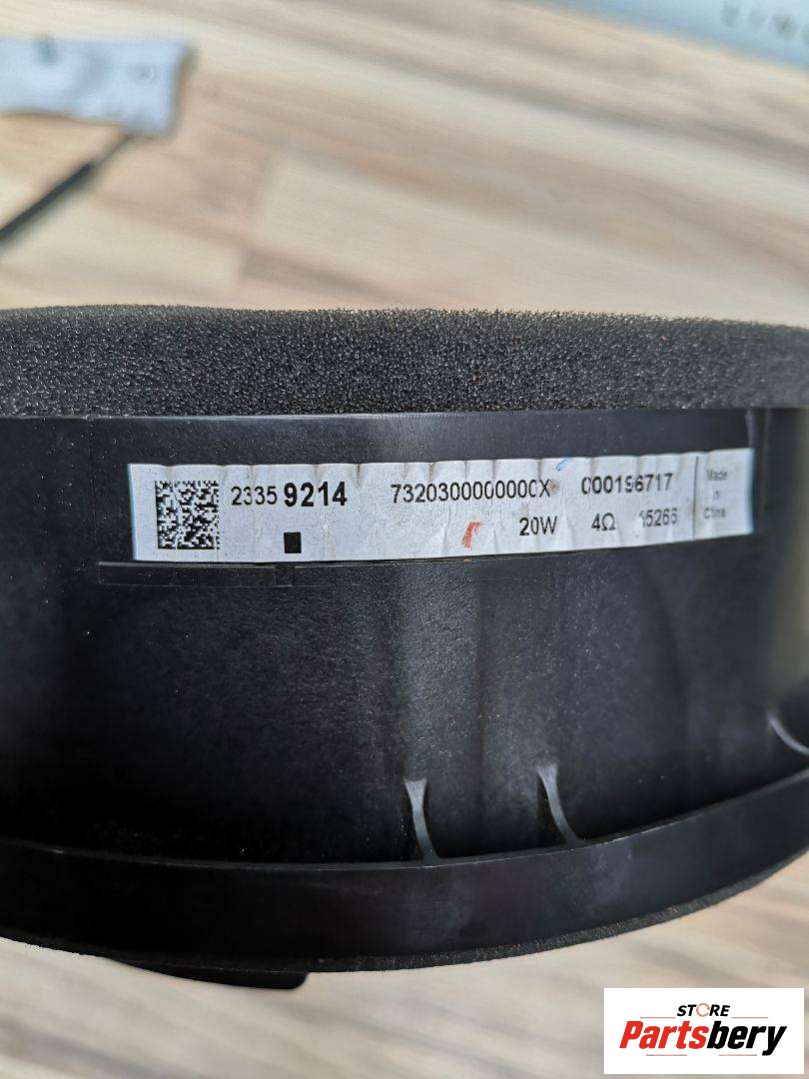 2335 9214 732030000000CX 000196717 Made in China
20W 4Ω 15265
STORE
Partsbery